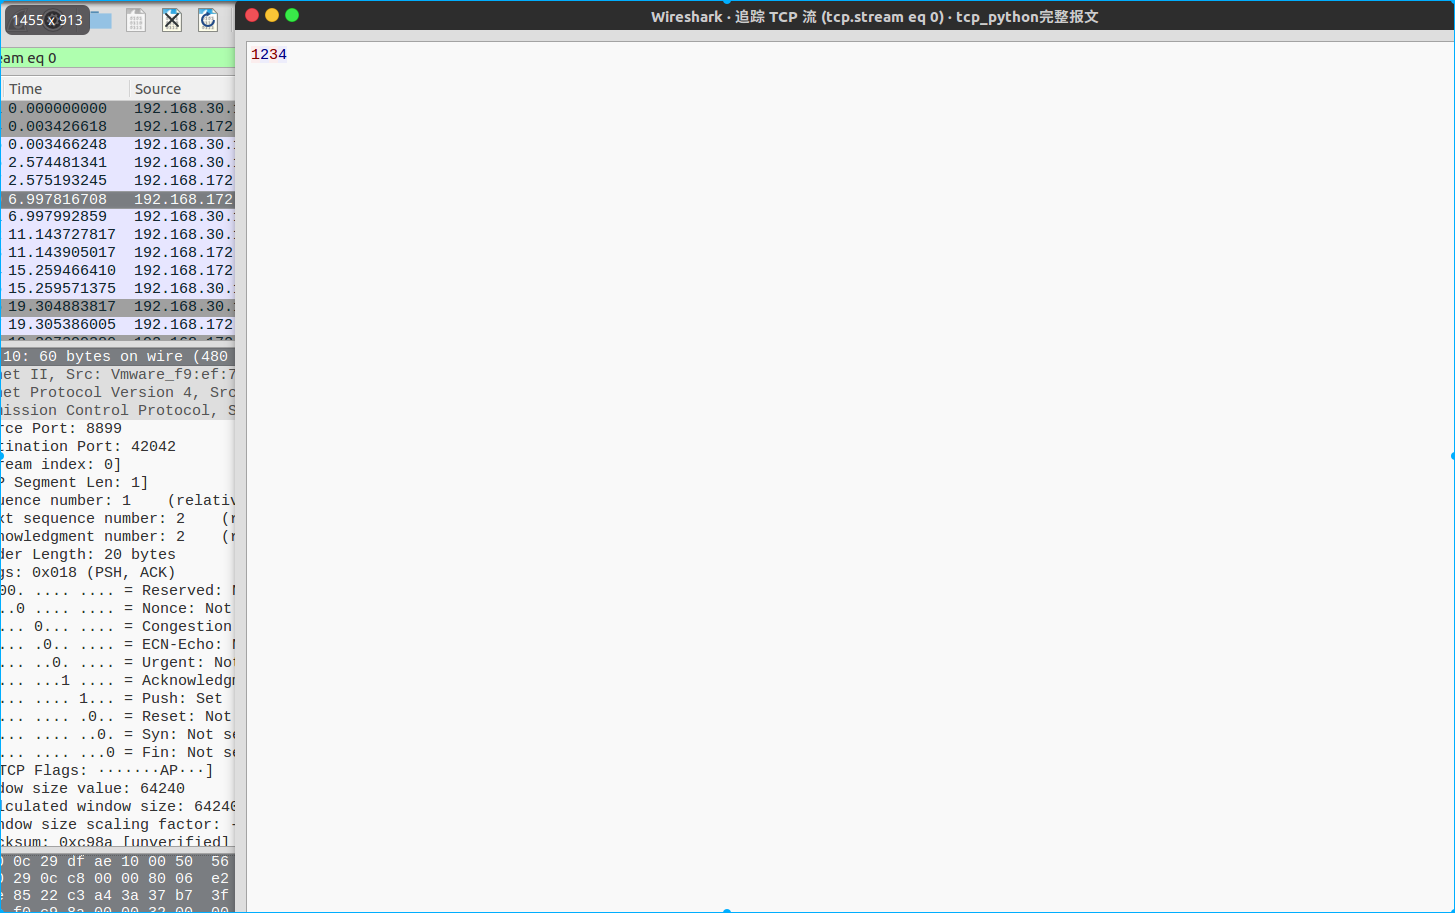 1455 x 913
Wireshark · 追踪 TCP 流 (tcp.stream eq 0) · tcp_python完整报文
eam eq 0
1234
Time Source
0.000000000 192.168.30.
0.003426618 192.168.172
0.003466248 192.168.30.
2.574481341 192.168.30.
2.575193245 192.168.172
6.997816708 192.168.172
6.997992859 192.168.30.
11.143727817 192.168.30.
11.143905017 192.168.172
15.259466410 192.168.172
15.259571375 192.168.30.
19.304883817 192.168.30.
19.305386005 192.168.172
10: 60 bytes on wire (480
net II, Src: Vmware_f9:ef:7
net Protocol Version 4, Src
mission Control Protocol, S
rce Port: 8899
tination Port: 42042
ream index: 0]
P Segment Len: 1]
uence number: 1 (relativ
xt sequence number: 2 (r
nowledgment number: 2 (r
der Length: 20 bytes
gs: 0x018 (PSH, ACK)
00. .... .... = Reserved: N
..0 .... .... = Nonce: Not
... 0... .... = Congestion
... .0.. .... = ECN-Echo: N
... ..0. .... = Urgent: Not
... ...1 .... = Acknowledgm
... .... 1... = Push: Set
... .... .0.. = Reset: Not
... .... ..0. = Syn: Not se
... .... ...0 = Fin: Not se
TCP Flags: ·······AP···]
dow size value: 64240
lculated window size: 64240
ndow size scaling factor: -
cksum: 0xc98a [unverified]
0c 29 df ae 10 00 50 56
29 0c c8 00 00 80 06 e2
85 22 c3 a4 3a 37 b7 3f
f0 c9 8a 00 00 32 00 00